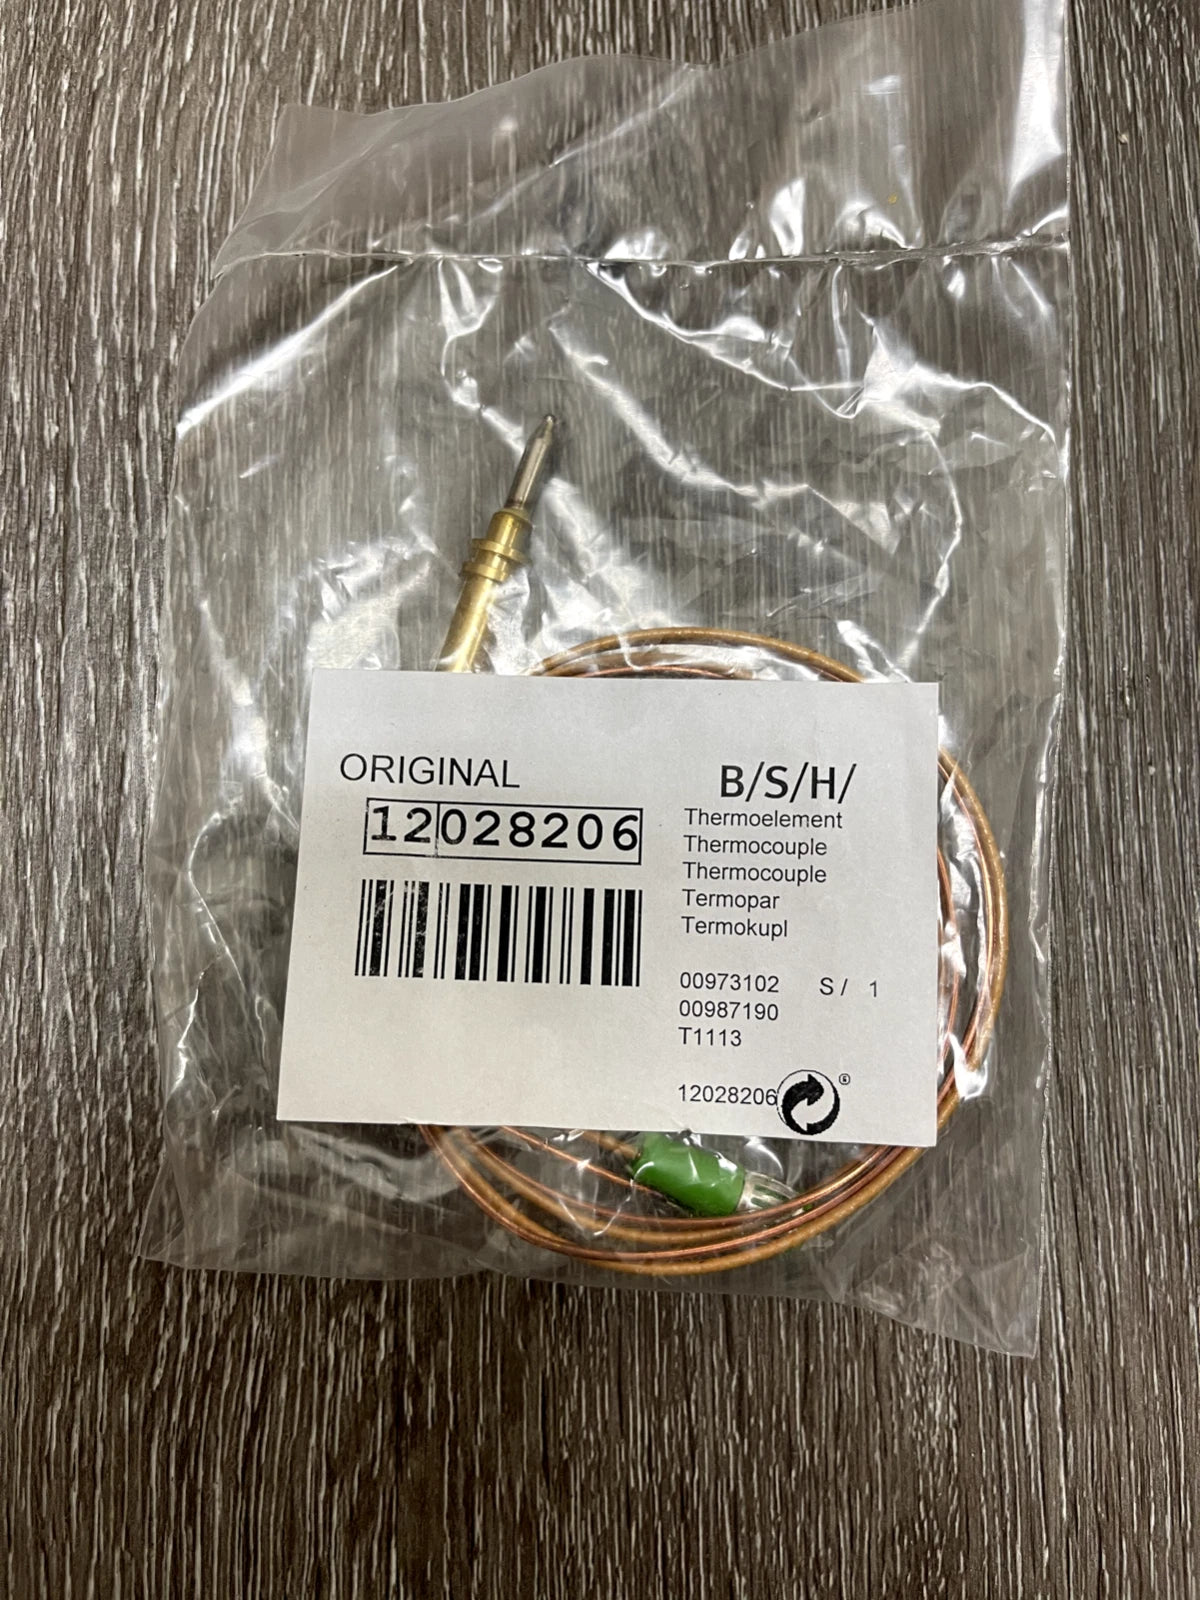 ORIGINAL
12028206
B/S/H/
Thermoelement
Thermocouple
Thermocouple
Termopar
Termokupl
00973102 S/ 1
00987190
T1113
12028206